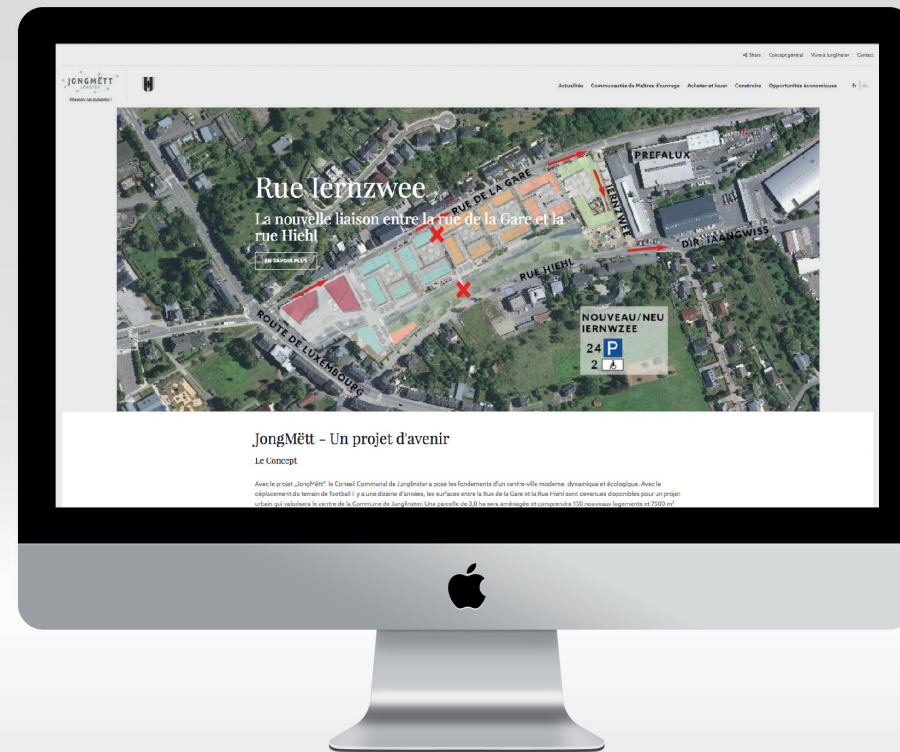 Share Concept général Vivre à Junglinster Contact
JONGMËTT
LËNSTER
Actualités Communautés de Maîtres d'ouvrage Acheter et louer Construire Opportunités économiques fr de
PREFALUX
Rue Iernzwee
RUE DE LA GARE
IERNZWEE
La nouvelle liaison entre la rue de la Gare et la
rue Hiehl
DIR. TAANGWISS
EN SAVOIR PLUS
RUE HIEHL
NOUVEAU/NEU
IERNWZEE
24 P
2
ROUTE DE LUXEMBOURG
JongMëtt – Un projet d'avenir
Le Concept
Avec le projet „JongMëtt", le Conseil Communal de Junglinster a posé les fondements d'un centre-ville moderne, dynamique et écologique. Avec le
déplacement du terrain de football il y a une dizaine d'années, les surfaces entre la Rue de la Gare et la Rue Hiehl sont devenues disponibles pour un projet
urbain qui valorisera le centre de la Commune de Junglinster. Une parcelle de 3,8 ha sera aménagée et comprendra 150 nouveaux logements et 7500 m²